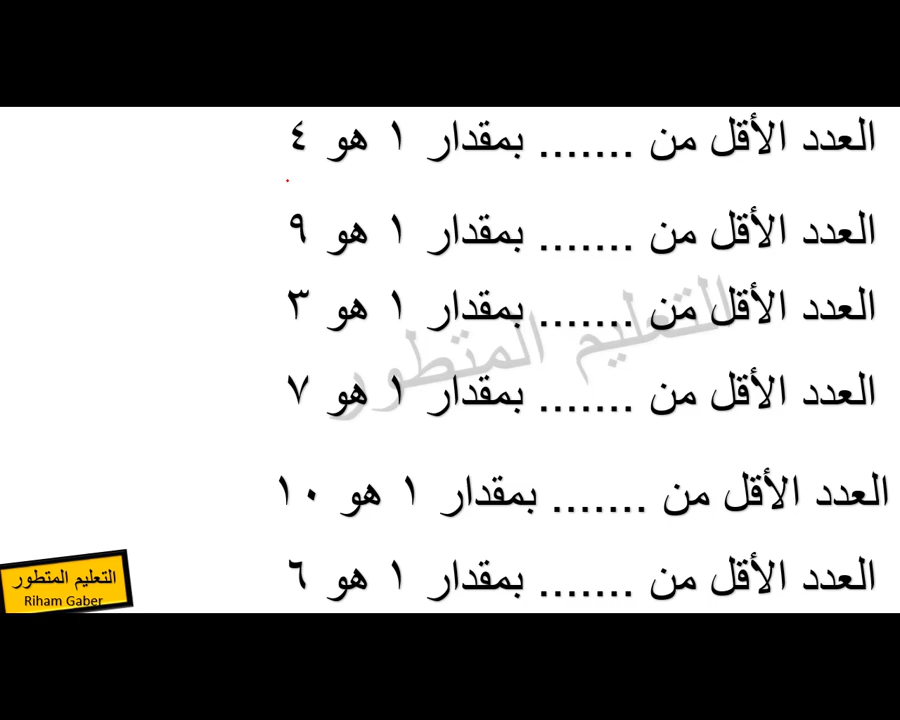 العدد الأقل من ....... بمقدار ١ هو ٤
العدد الأقل من ....... بمقدار ١ هو ٩
العدد الأقل من ....... بمقدار ١ هو ٣
التعليم المتطور
العدد الأقل من ....... بمقدار ١ هو ٧
العدد الأقل من ....... بمقدار ١ هو ١٠
العدد الأقل من ....... بمقدار ١ هو ٦
التعليم المتطور
Riham Gaber